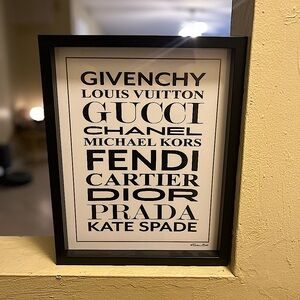 GIVENCHY
LOUIS VUITTON
GUCCI
CHANEL
MICHAEL KORS
FENDI
CARTIER
DIOR
PRADA
KATE SPADE